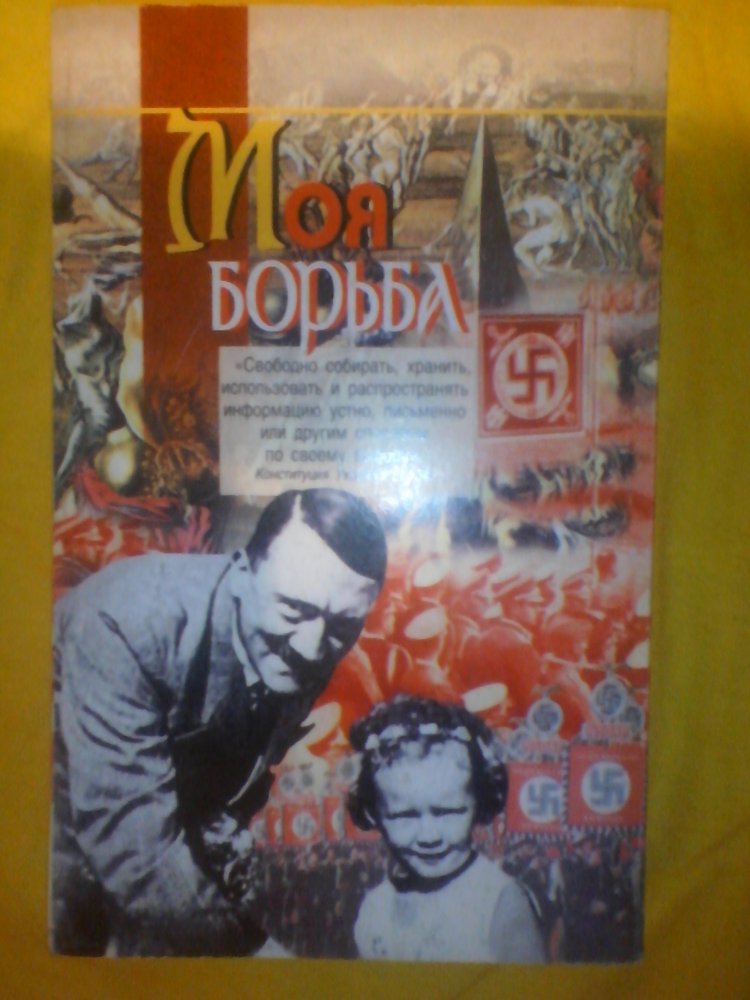 Моя
БОРЬБА
«Свободно собирать, хранить,
использовать и распространять
информацию устно, письменно
или другим
по своему
Конституция